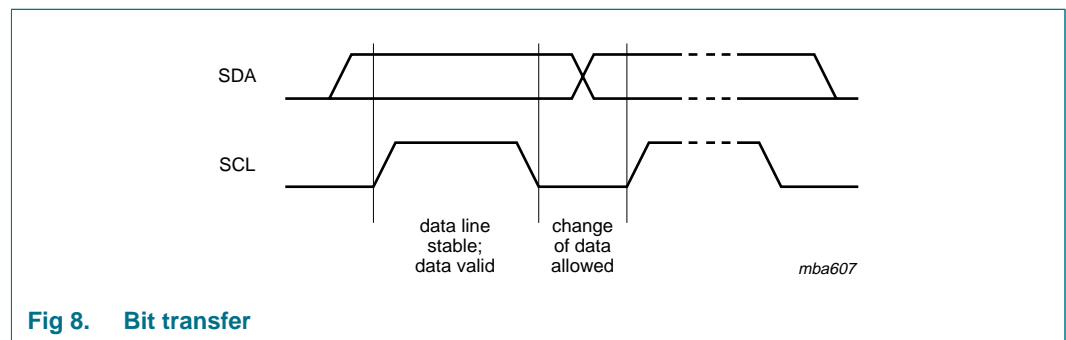 SDA
SCL
data line
stable;
data valid
change
of data
allowed
mba607
Fig 8. Bit transfer